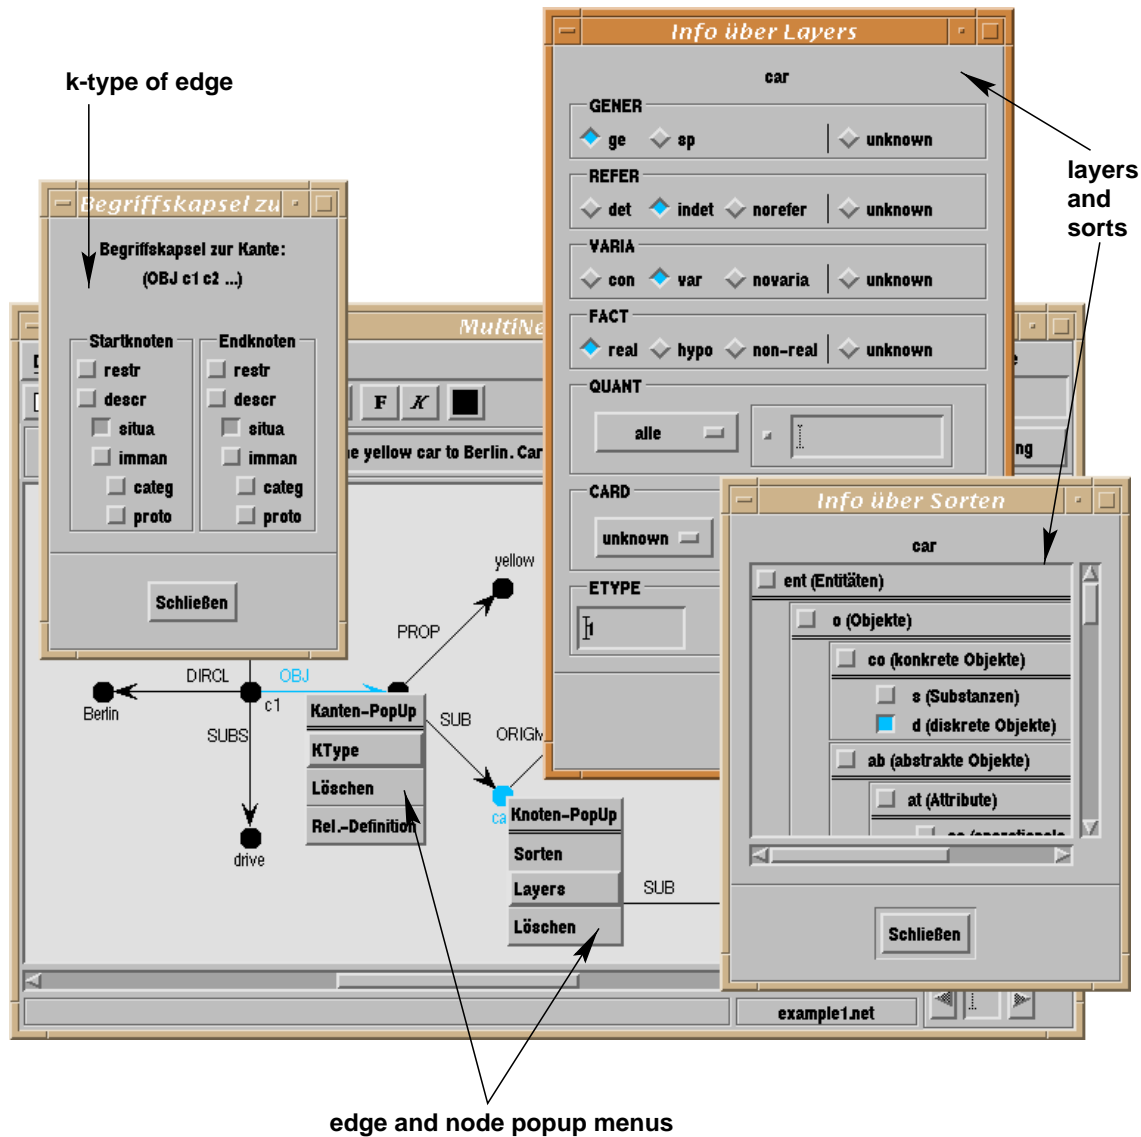 k-type of edge
layers
and
sorts
Info über Layers
car
GENER
ge sp unknown
REFER
det indet norefer unknown
VARIA
con var novaria unknown
FACT
real hypo non-real unknown
QUANT
alle
CARD
unknown
ETYPE
1
Begriffskapsel zu
Begriffskapsel zur Kante:
(OBJ c1 c2 ...)
Startknoten Endknoten
restr restr
descr descr
situa situa
imman imman
categ categ
proto proto
Schließen
MultiNe
F K
ne yellow car to Berlin. Car
ng
Info über Sorten
car
ent (Entitäten)
o (Objekte)
co (konkrete Objekte)
s (Substanzen)
d (diskrete Objekte)
ab (abstrakte Objekte)
at (Attribute)
Schließen
yellow
PROP
DIRCL OBJ
Berlin c1
SUBS
SUB
ORIGM
drive
ca
SUB
Kanten-PopUp
KType
Löschen
Rel.-Definition
Knoten-PopUp
Sorten
Layers
Löschen
example1.net
edge and node popup menus